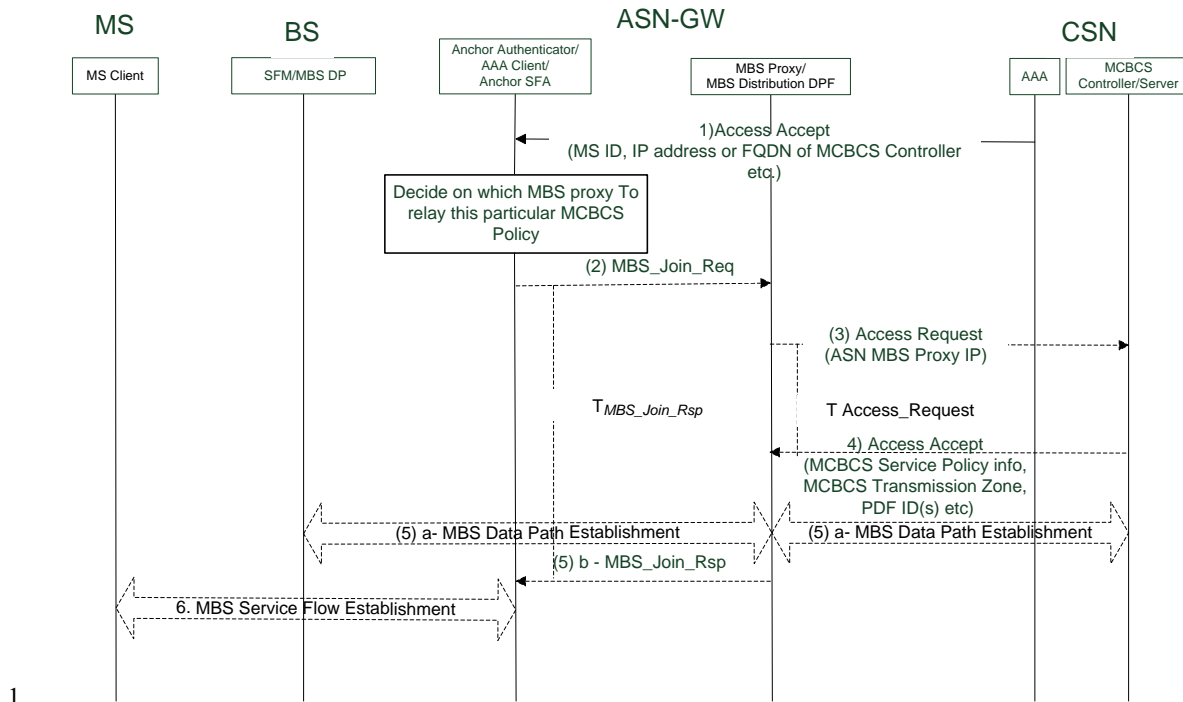 MS
BS
ASN-GW
CSN
MS Client
SFM/MBS DP
Anchor Authenticator/
AAA Client/
Anchor SFA
MBS Proxy/
MBS Distribution DPF
AAA
MCBCS
Controller/Server
1)Access Accept
(MS ID, IP address or FQDN of MCBCS Controller
etc.)
Decide on which MBS proxy To
relay this particular MCBCS
Policy
(2) MBS_Join_Req
(3) Access Request
(ASN MBS Proxy IP)
TMBS_Join_Rsp
T Access_Request
4) Access Accept
(MCBCS Service Policy info,
MCBCS Transmission Zone,
PDF ID(s) etc)
(5) a- MBS Data Path Establishment
(5) a- MBS Data Path Establishment
(5) b - MBS_Join_Rsp
6. MBS Service Flow Establishment
1